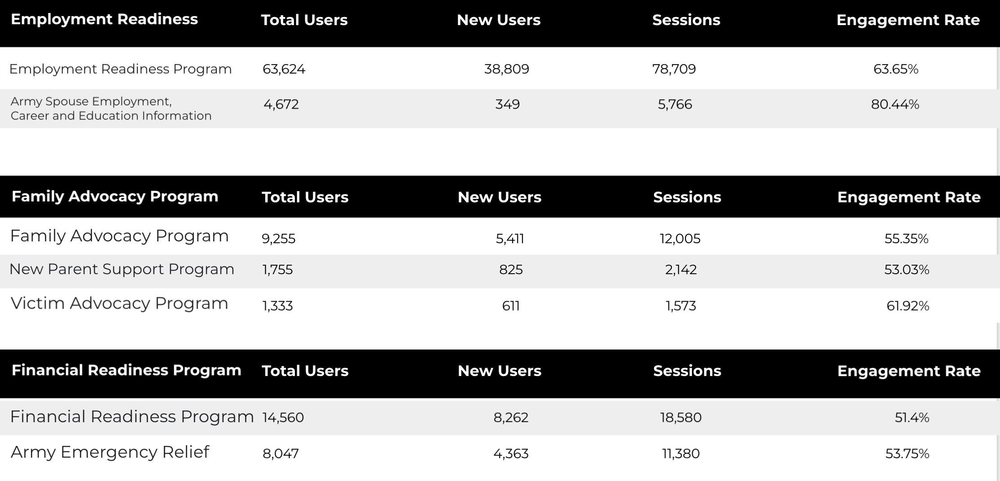 Employment Readiness Total Users New Users Sessions Engagement Rate
Employment Readiness Program 63,624 38,809 78,709 63.65%
Army Spouse Employment, 4,672 349 5,766 80.44%
Career and Education Information
Family Advocacy Program Total Users New Users Sessions Engagement Rate
Family Advocacy Program 9,255 5,411 12,005 55.35%
New Parent Support Program 1,755 825 2,142 53.03%
Victim Advocacy Program 1,333 611 1,573 61.92%
Financial Readiness Program Total Users New Users Sessions Engagement Rate
Financial Readiness Program 14,560 8,262 18,580 51.4%
Army Emergency Relief 8,047 4,363 11,380 53.75%